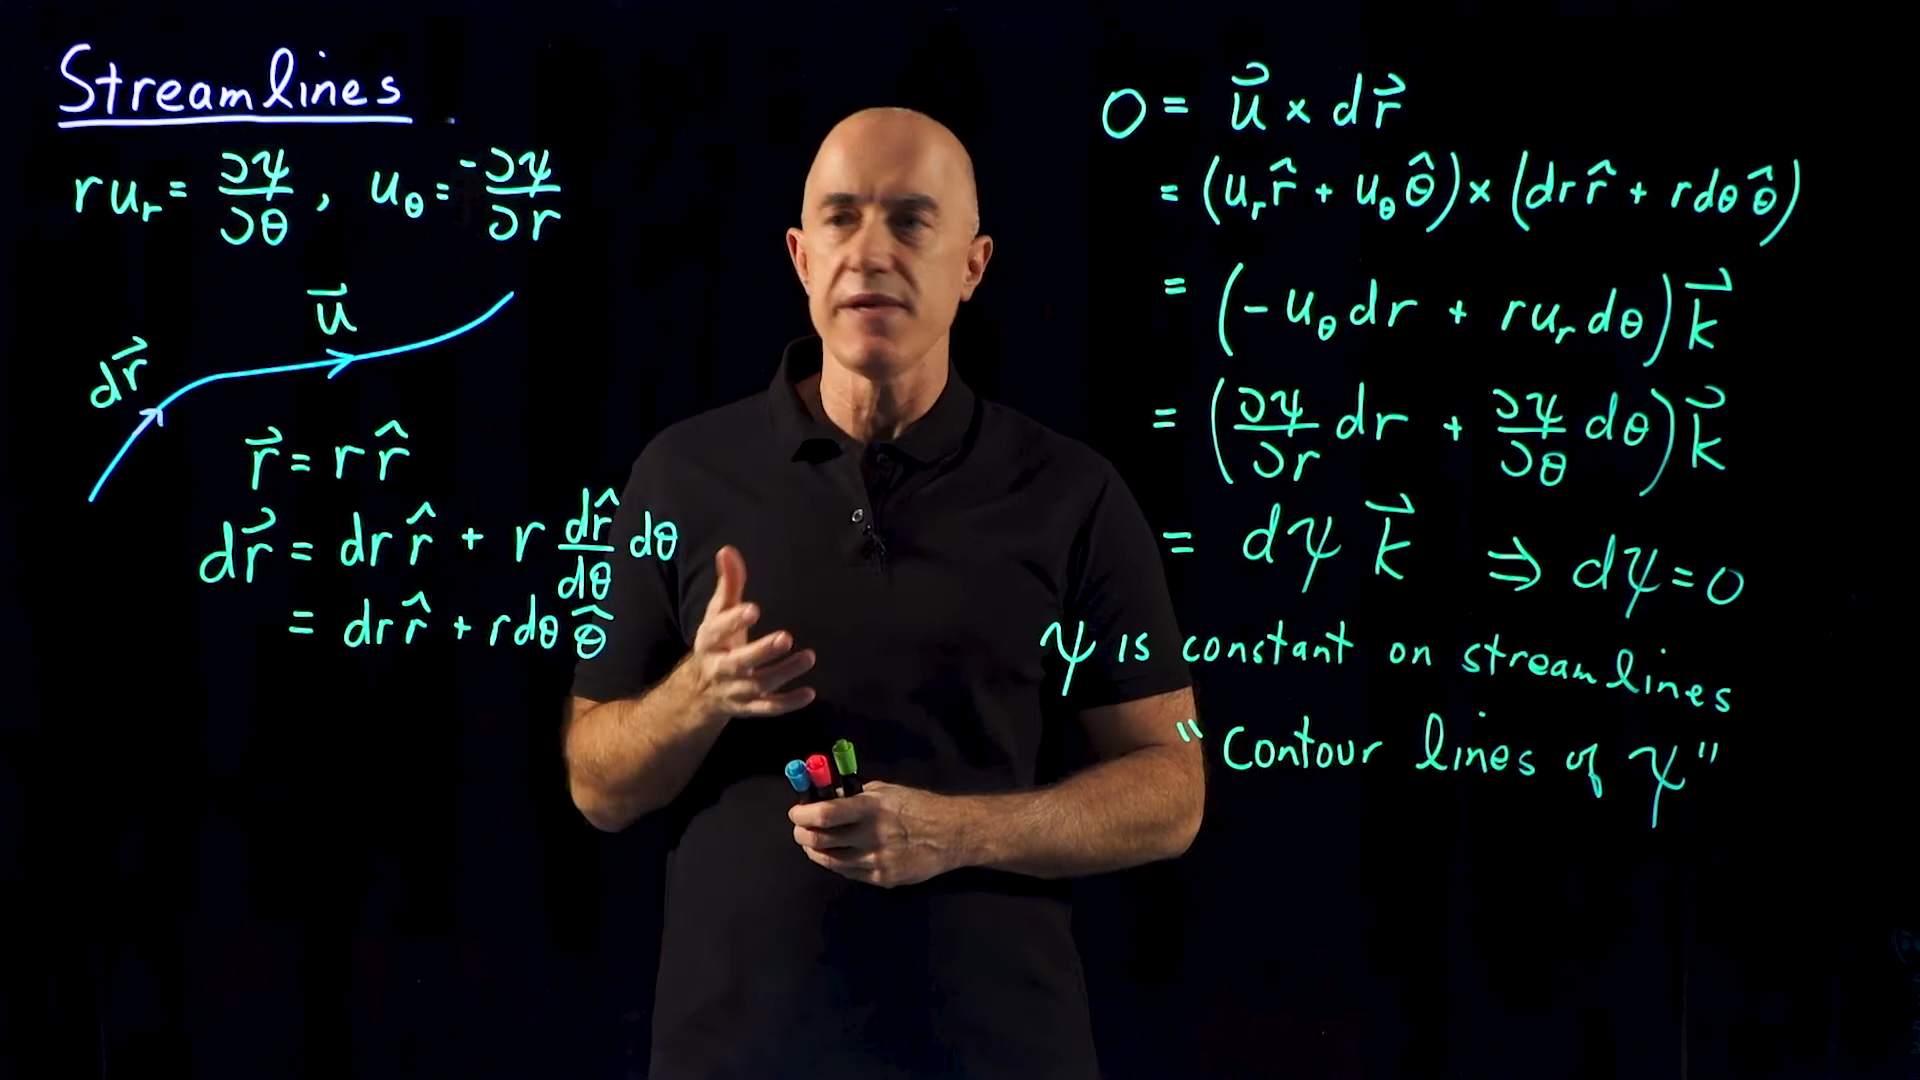 Streamlines
r u_r = ∂ψ/∂θ , u_θ = -∂ψ/∂r
u⃗
dr⃗
r⃗ = r r̂
dr⃗ = dr r̂ + r dr̂/dθ dθ
= dr r̂ + r dθ θ̂
0 = u⃗ × dr⃗
= (u_r r̂ + u_θ θ̂) × (dr r̂ + r dθ θ̂)
= (-u_θ dr + r u_r dθ) k⃗
= (∂ψ/∂r dr + ∂ψ/∂θ dθ) k⃗
= dψ k⃗ ⇒ dψ = 0
ψ is constant on streamlines
"Contour lines of ψ"